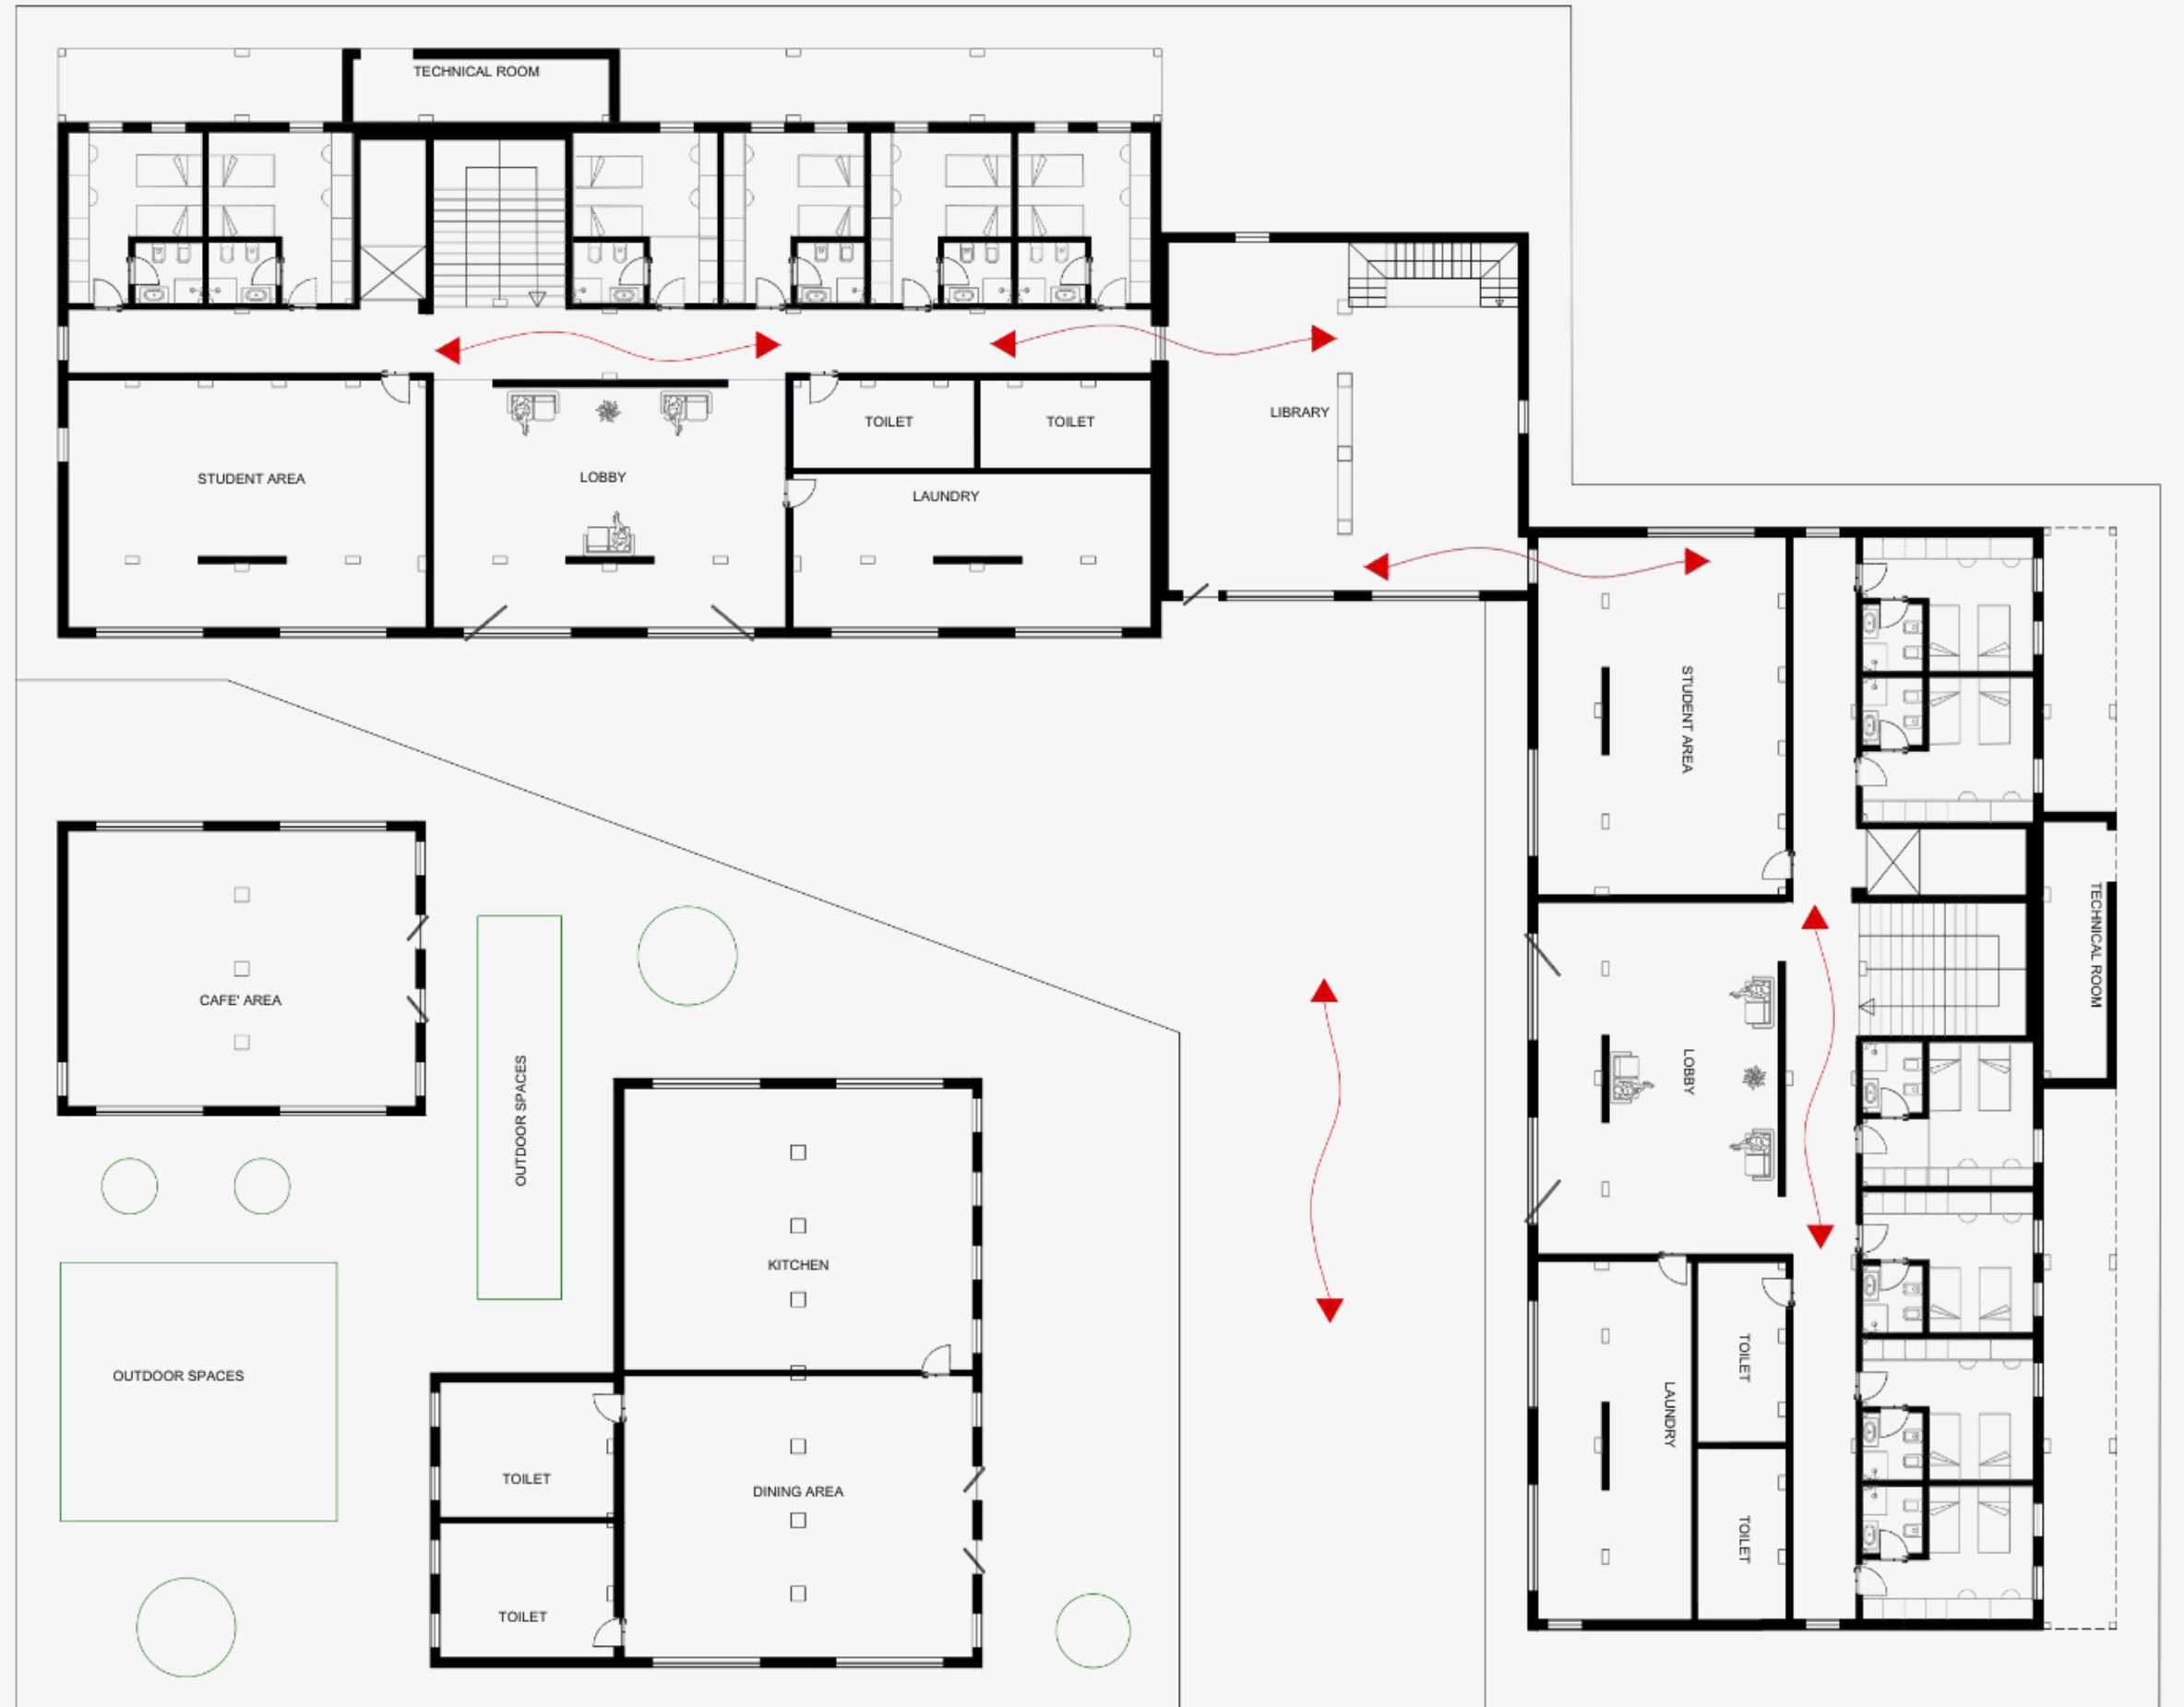 TECHNICAL ROOM
STUDENT AREA
LOBBY
TOILET
TOILET
LAUNDRY
LIBRARY
STUDENT AREA
TECHNICAL ROOM
LOBBY
LAUNDRY
TOILET
TOILET
CAFE' AREA
OUTDOOR SPACES
OUTDOOR SPACES
KITCHEN
DINING AREA
TOILET
TOILET